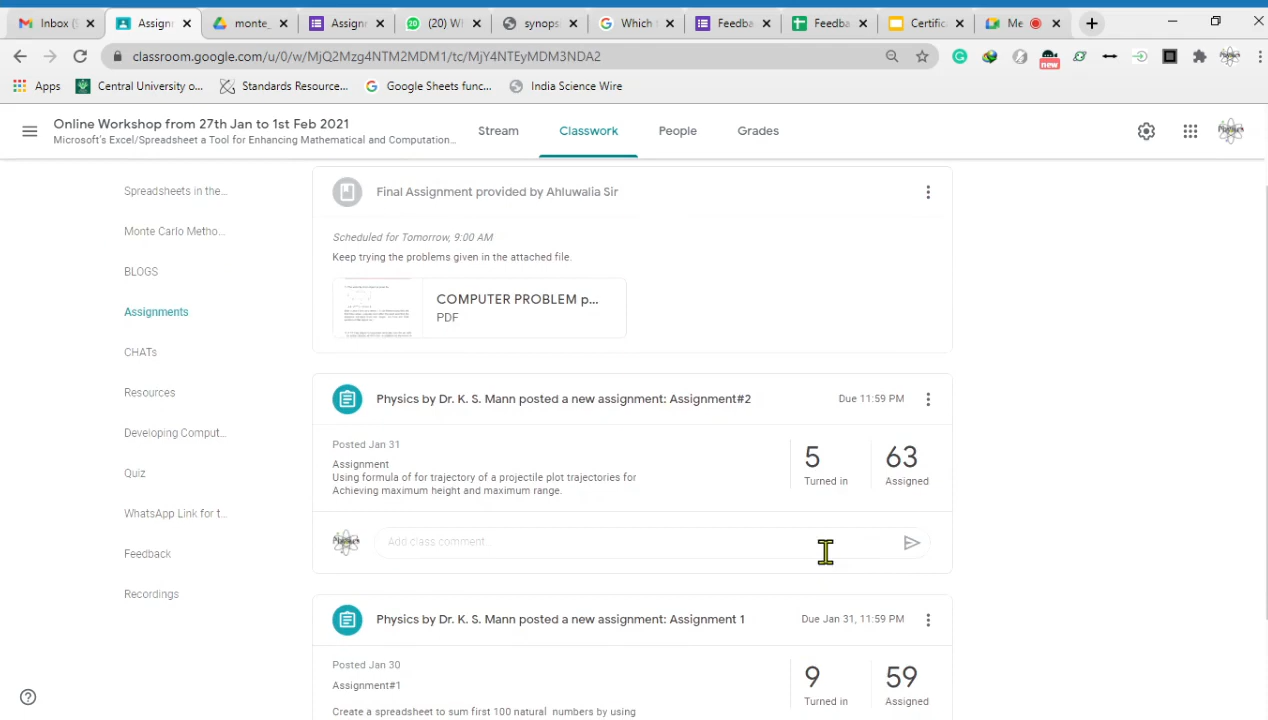 Inbox (
Assignr
monte_
Assignr
(20) W
synops
Which
Feedba
Feedba
Certific
Me
classroom.google.com/u/0/w/MjQ2Mzg4NTM2MDM1/tc/MjY4NTEyMDM3NDA2
new
Apps
Central University o...
Standards Resource...
Google Sheets func...
India Science Wire
Online Workshop from 27th Jan to 1st Feb 2021
Microsoft's Excel/Spreadsheet a Tool for Enhancing Mathematical and Computation...
Stream
Classwork
People
Grades
Physics
Spreadsheets in the...
Monte Carlo Metho...
BLOGS
Assignments
CHATs
Resources
Developing Comput...
Quiz
WhatsApp Link for t...
Feedback
Recordings
Final Assignment provided by Ahluwalia Sir
Scheduled for Tomorrow, 9:00 AM
Keep trying the problems given in the attached file.
COMPUTER PROBLEM p...
PDF
Physics by Dr. K. S. Mann posted a new assignment: Assignment#2
Due 11:59 PM
Posted Jan 31
Assignment
Using formula of for trajectory of a projectile plot trajectories for
Achieving maximum height and maximum range.
5
Turned in
63
Assigned
Physics
Add class comment...
Physics by Dr. K. S. Mann posted a new assignment: Assignment 1
Due Jan 31, 11:59 PM
Posted Jan 30
Assignment#1
Create a spreadsheet to sum first 100 natural numbers by using
9
Turned in
59
Assigned